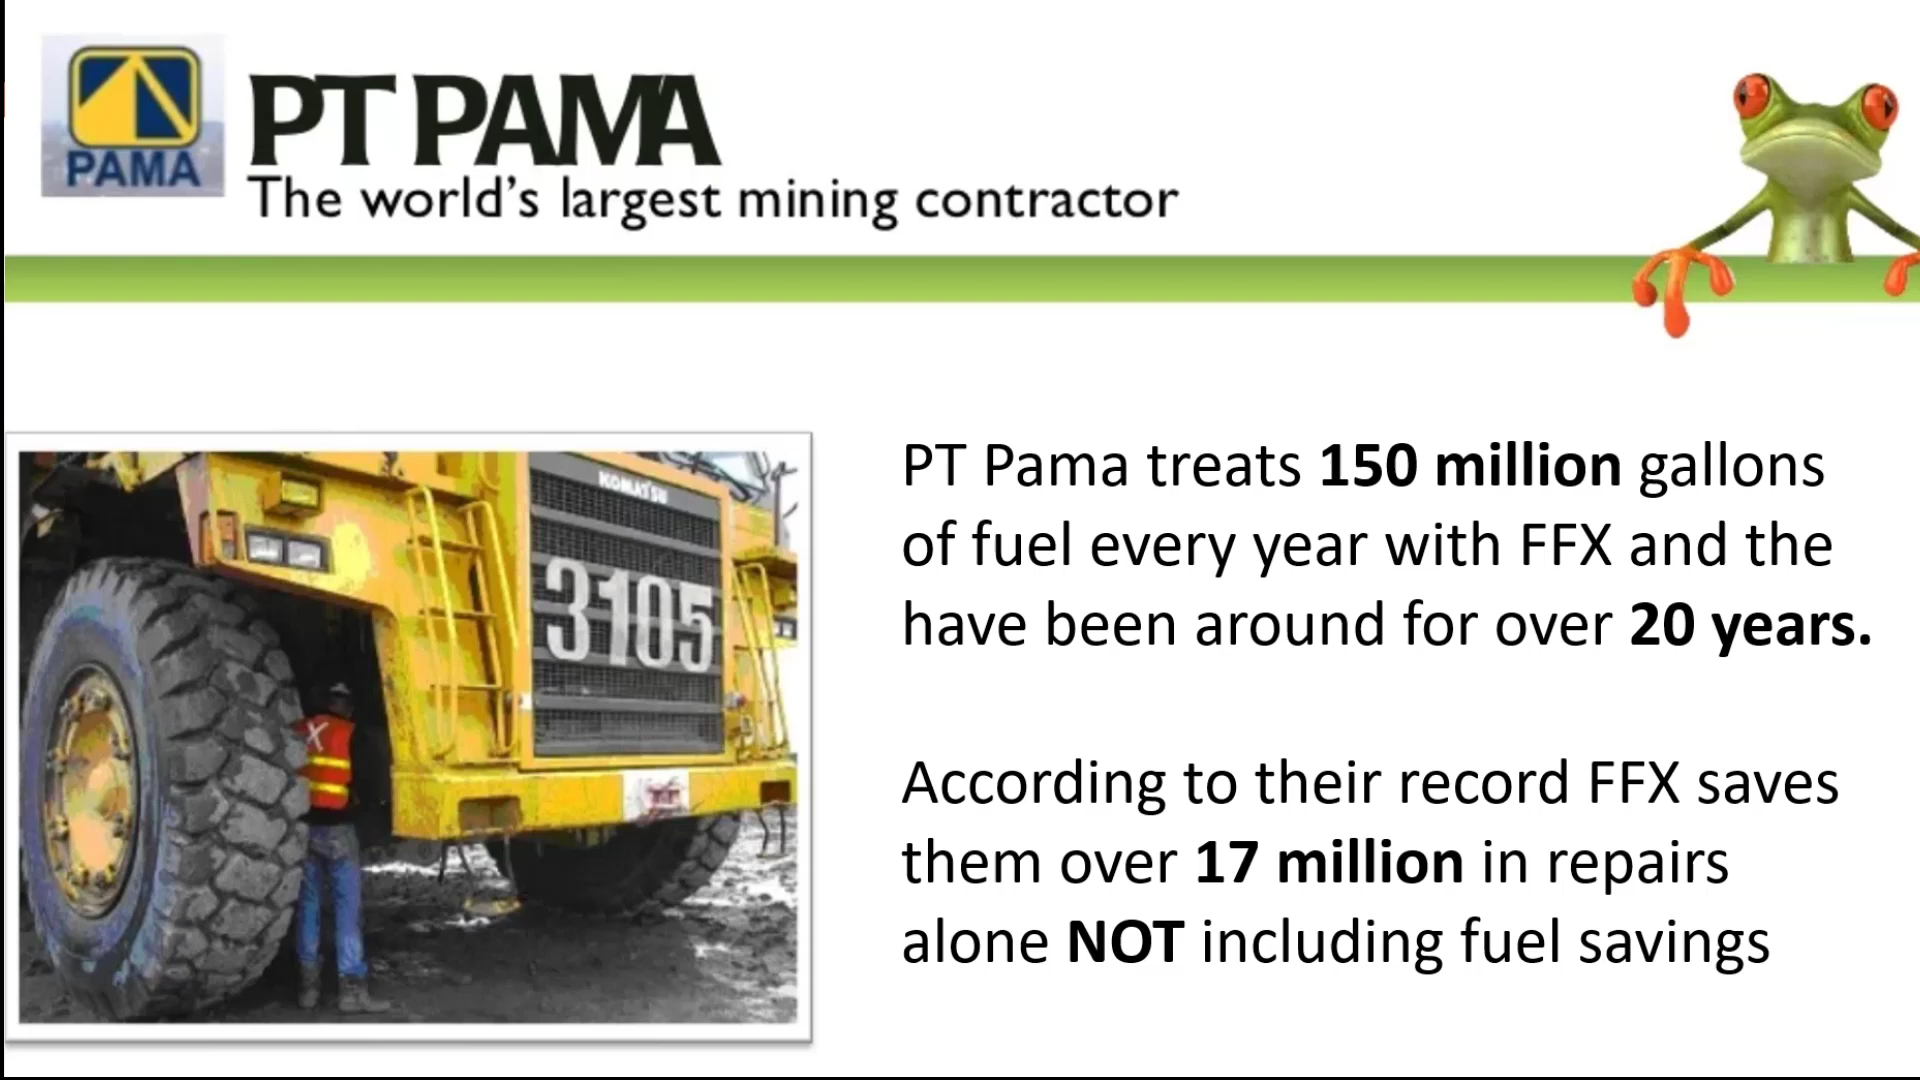 PAMA
PT PAMA
The world's largest mining contractor
KOMATSU
3105
X
PT Pama treats 150 million gallons
of fuel every year with FFX and the
have been around for over 20 years.
According to their record FFX saves
them over 17 million in repairs
alone NOT including fuel savings